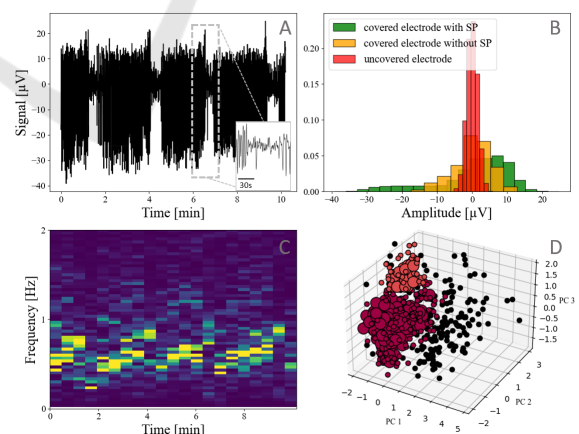 A
Signal [µV]
20
10
0
-10
-20
-30
-40
30s
0 2 4 6 8 10
Time [min]
B
covered electrode with SP
covered electrode without SP
uncovered electrode
0.20
0.15
0.10
0.05
0.00
-40 -30 -20 -10 0 10 20
Amplitude [µV]
C
Frequency [Hz]
2
1
0
0 2 4 6 8
Time [min]
D
2.0
1.5
1.0
0.5
0.0
-0.5
-1.0
-1.5
PC 3
-2 -1 0 1 2 3 4 5
PC 1
-2 -1 0 1 2 3
PC 2